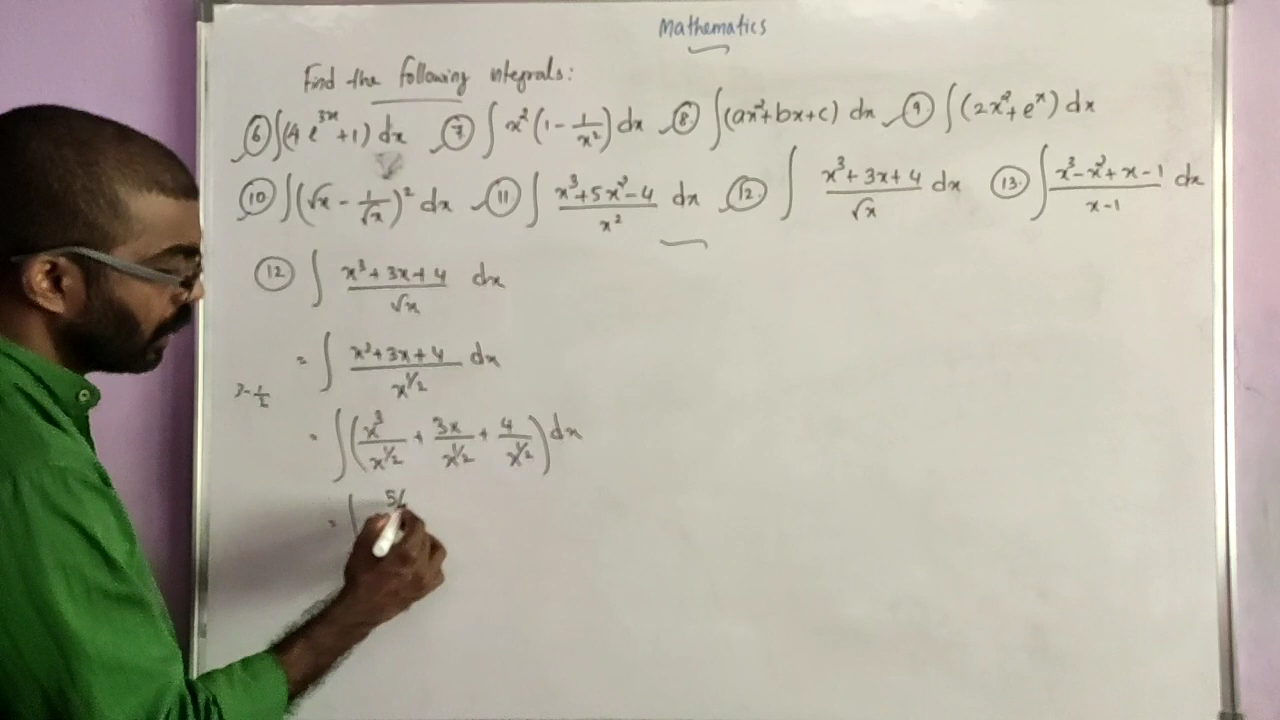 Mathematics
Find the following integrals:
⑥ ∫(4e^{3x}+1) dx ⑦ ∫x²(1 - 1/x²) dx ⑧ ∫(ax²+bx+c) dx ⑨ ∫(2x²+e^x) dx
⑩ ∫(√x - 1/√x)² dx ⑪ ∫ (x³+5x²-4)/x² dx ⑫ ∫ (x³+3x+4)/√x dx ⑬ ∫ (x³-x²+x-1)/(x-1) dx
⑫ ∫ (x³+3x+4)/√x dx
= ∫ (x³+3x+4)/x^{1/2} dx
3-1/2
= ∫(x³/x^{1/2} + 3x/x^{1/2} + 4/x^{1/2}) dx
= ∫ 5/